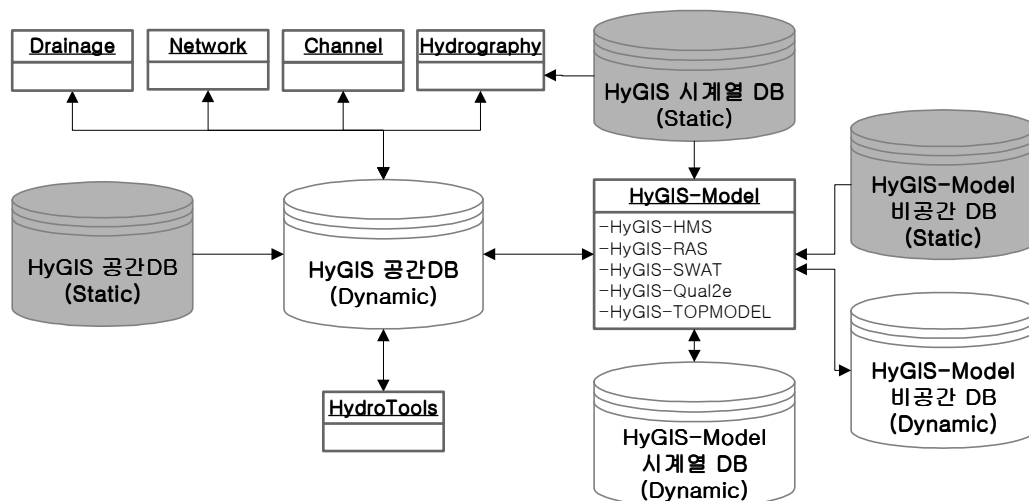 Drainage
Network
Channel
Hydrography
HyGIS 시계열 DB
(Static)
HyGIS-Model
비공간 DB
(Static)
HyGIS 공간DB
(Static)
HyGIS 공간DB
(Dynamic)
HyGIS-Model
-HyGIS-HMS
-HyGIS-RAS
-HyGIS-SWAT
-HyGIS-Qual2e
-HyGIS-TOPMODEL
HyGIS-Model
비공간 DB
(Dynamic)
HydroTools
HyGIS-Model
시계열 DB
(Dynamic)